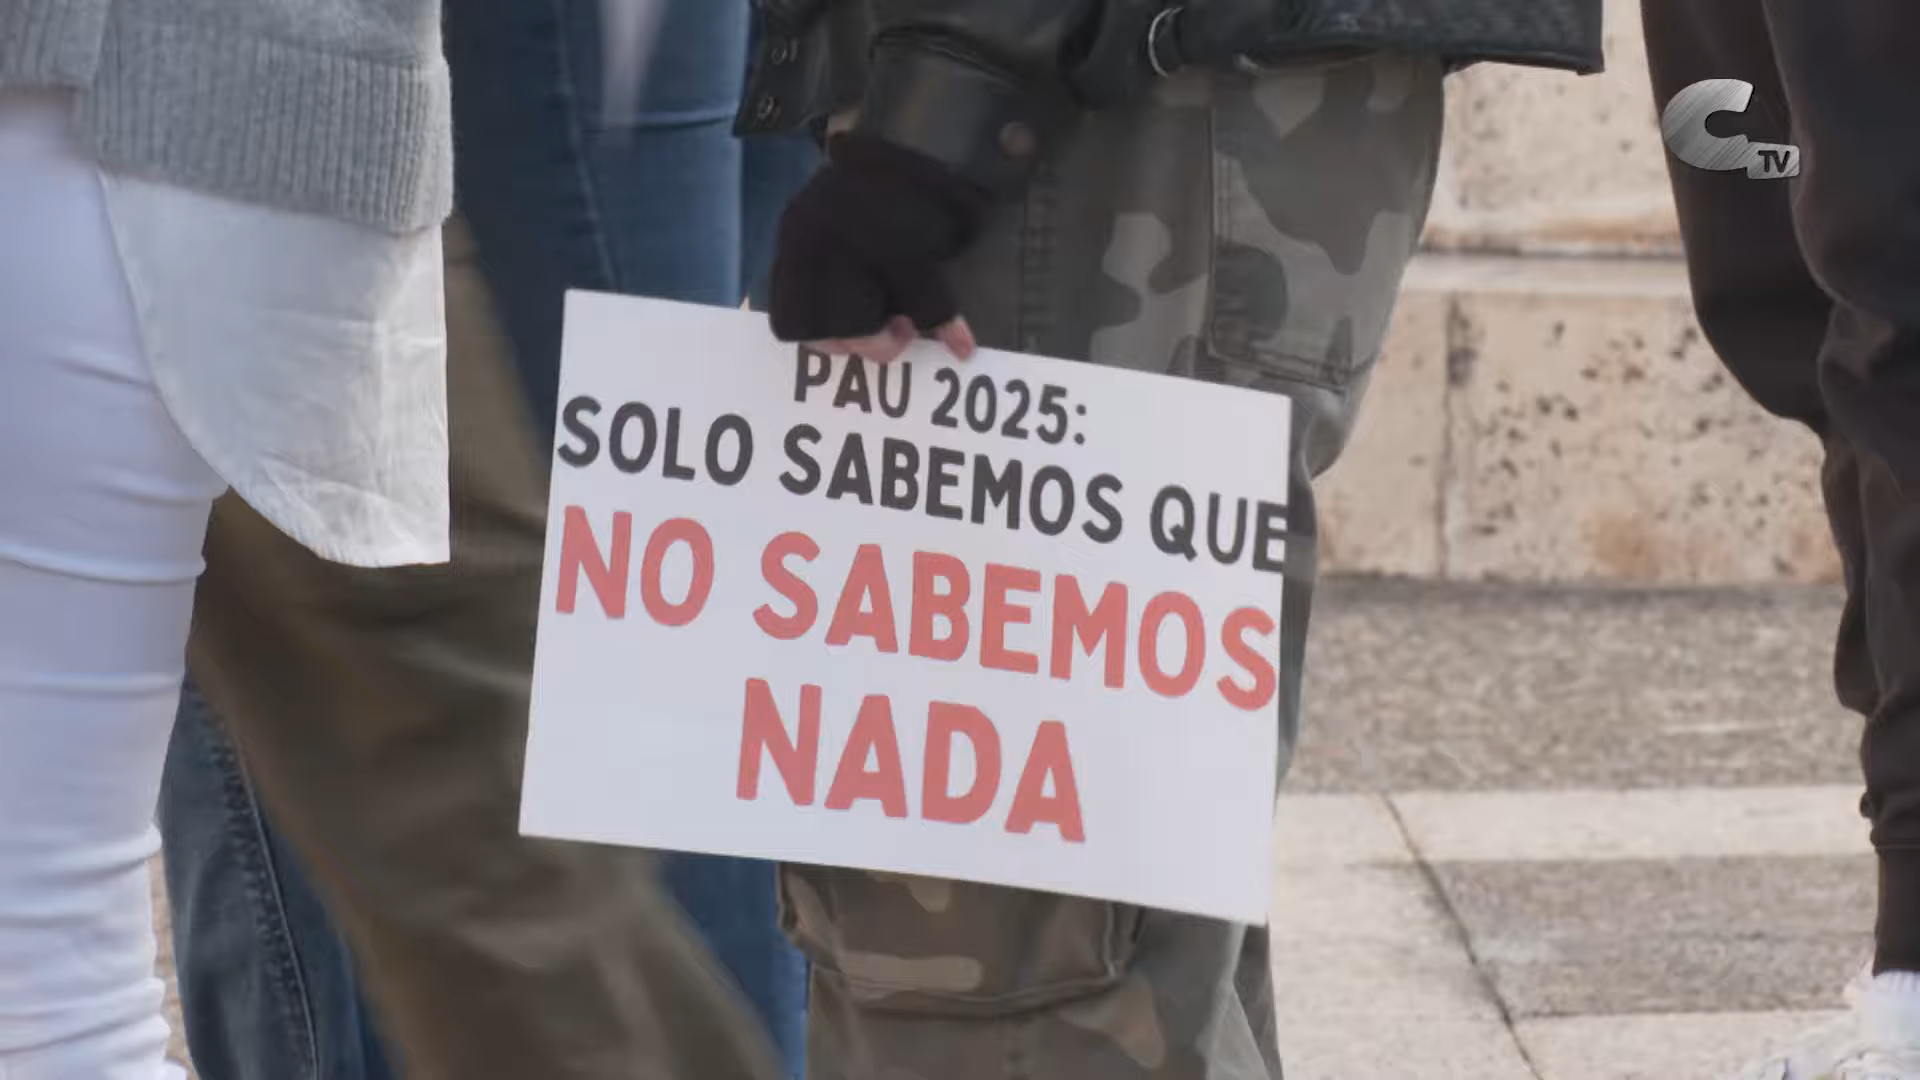 PAU 2025:
SOLO SABEMOS QUE
NO SABEMOS
NADA
C TV